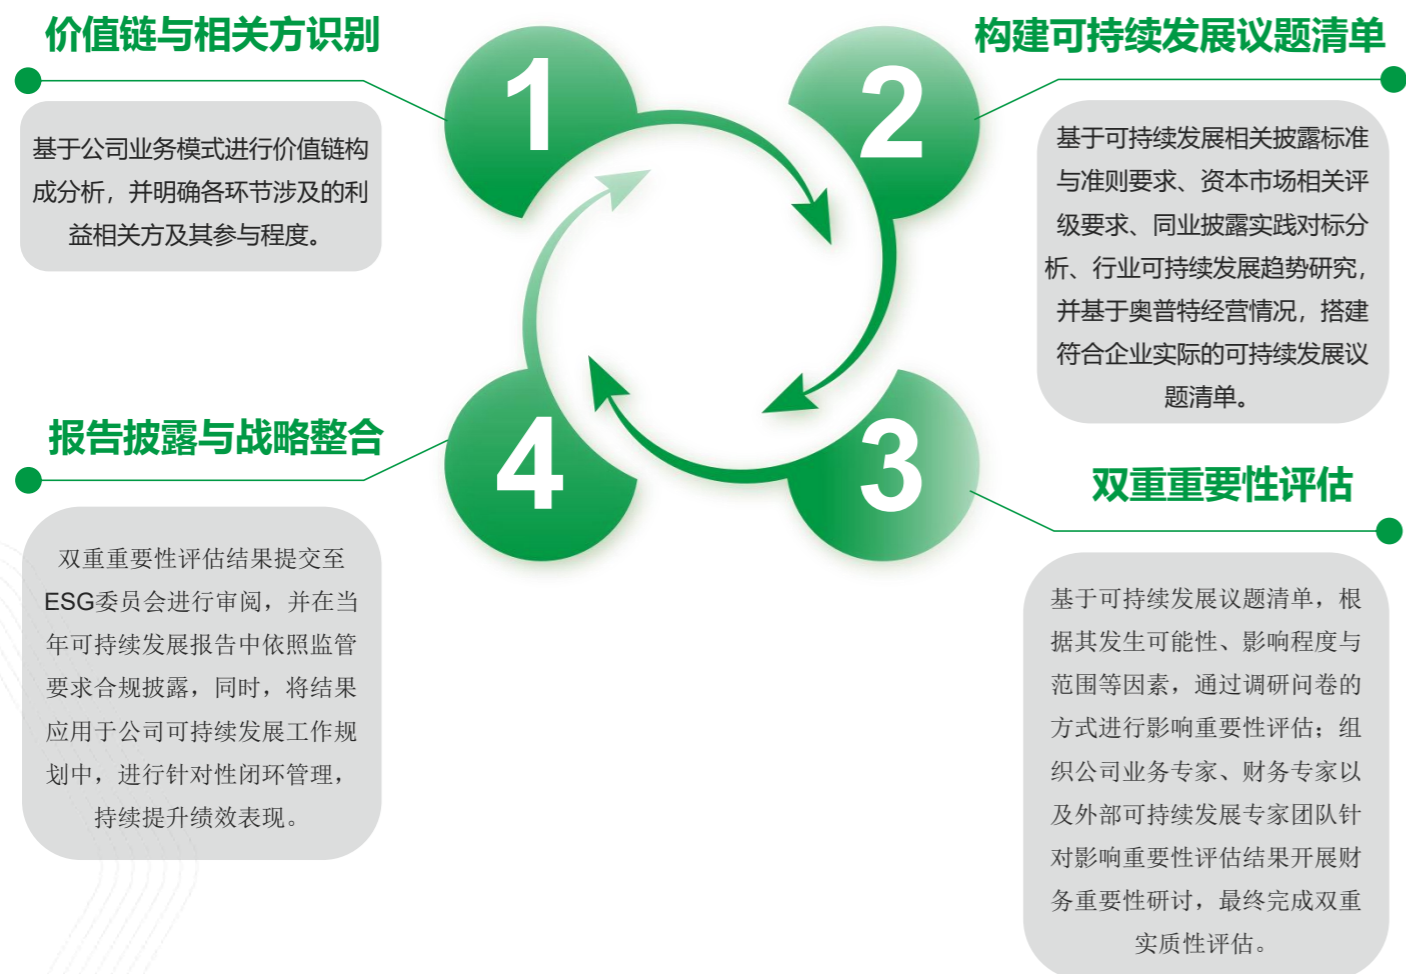 价值链与相关方识别
1
基于公司业务模式进行价值链构
成分析，并明确各环节涉及的利
益相关方及其参与程度。
构建可持续发展议题清单
2
基于可持续发展相关披露标准
与准则要求、资本市场相关评
级要求、同业披露实践对标分
析、行业可持续发展趋势研究，
并基于奥普特经营情况，搭建
符合企业实际的可持续发展议
题清单。
双重重要性评估
3
基于可持续发展议题清单，根
据其发生可能性、影响程度与
范围等因素，通过调研问卷的
方式进行影响重要性评估；组
织公司业务专家、财务专家以
及外部可持续发展专家团队针
对影响重要性评估结果开展财
务重要性研讨，最终完成双重
实质性评估。
报告披露与战略整合
4
双重重要性评估结果提交至
ESG委员会进行审阅，并在当
年可持续发展报告中依照监管
要求合规披露，同时，将结果
应用于公司可持续发展工作规
划中，进行针对性闭环管理，
持续提升绩效表现。